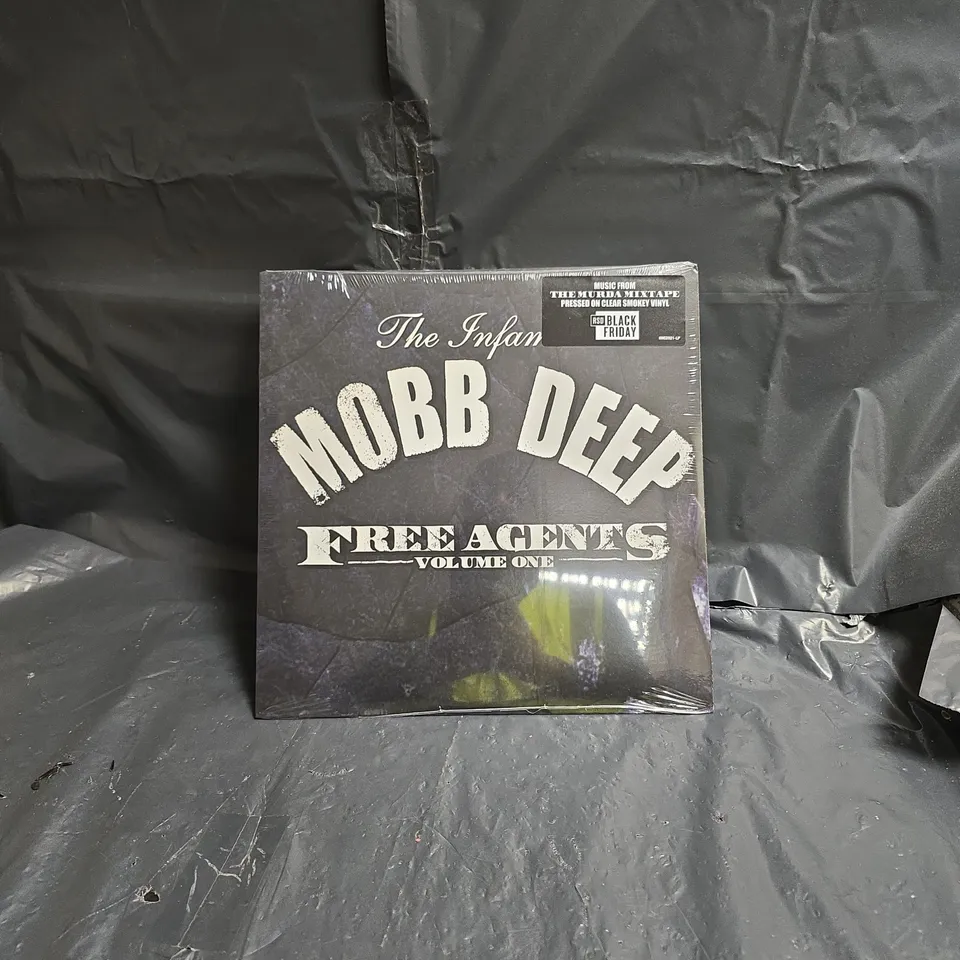 MUSIC FROM
THE MURDA MIXTAPE
PRESSED ON CLEAR SMOKEY VINYL
RSD BLACK
FRIDAY
The Infam
MOBB DEEP
FREE AGENTS
VOLUME ONE